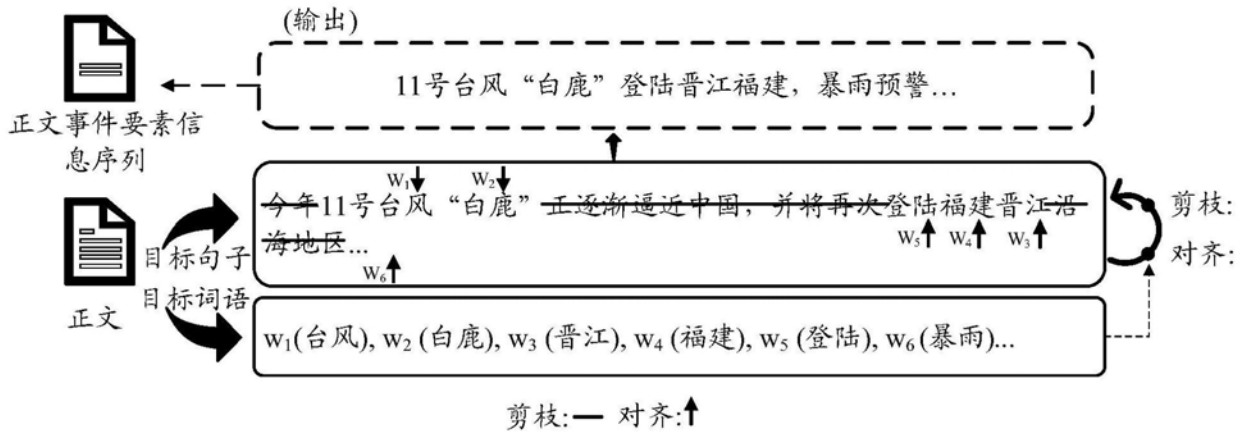 (输出)
11号台风“白鹿”登陆晋江福建，暴雨预警...
正文事件要素信
息序列
W₁ W₂
今年11号台风“白鹿”正逐渐逼近中国，并将再次登陆福建晋江沿
海地区...
W₅ W₄ W₃
W₆
剪枝:
对齐:
目标句子
目标词语
正文
w₁(台风), w₂ (白鹿), w₃ (晋江), w₄ (福建), w₅ (登陆), w₆ (暴雨)...
剪枝: 对齐: